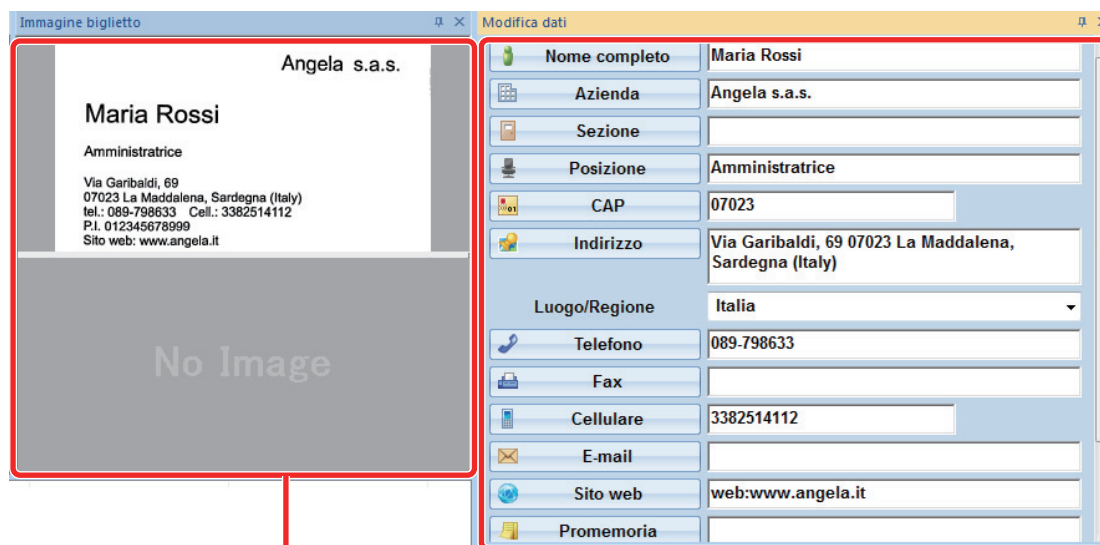 Immagine biglietto
Angela s.a.s.
Maria Rossi
Amministratrice
Via Garibaldi, 69
07023 La Maddalena, Sardegna (Italy)
tel.: 089-798633 Cell.: 3382514112
P.I. 012345678999
Sito web: www.angela.it
No Image
Modifica dati
Nome completo Maria Rossi
Azienda Angela s.a.s.
Sezione
Posizione Amministratrice
CAP 07023
Indirizzo Via Garibaldi, 69 07023 La Maddalena,
Sardegna (Italy)
Luogo/Regione Italia
Telefono 089-798633
Fax
Cellulare 3382514112
E-mail
Sito web web:www.angela.it
Promemoria